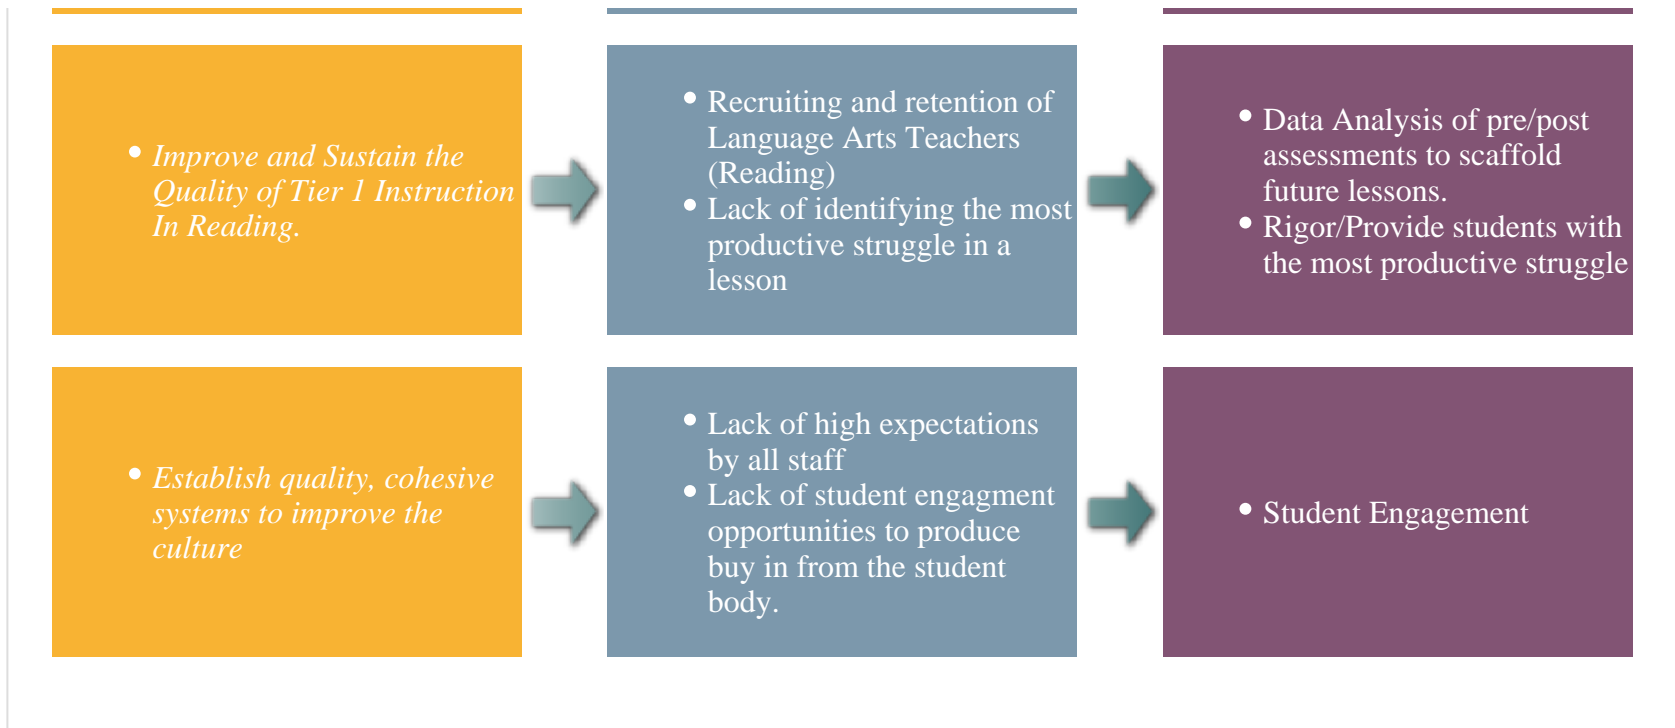 • Improve and Sustain the
Quality of Tier 1 Instruction
In Reading.
• Recruiting and retention of
Language Arts Teachers
(Reading)
• Lack of identifying the most
productive struggle in a
lesson
• Data Analysis of pre/post
assessments to scaffold
future lessons.
• Rigor/Provide students with
the most productive struggle
• Establish quality, cohesive
systems to improve the
culture
• Lack of high expectations
by all staff
• Lack of student engagment
opportunities to produce
buy in from the student
body.
• Student Engagement